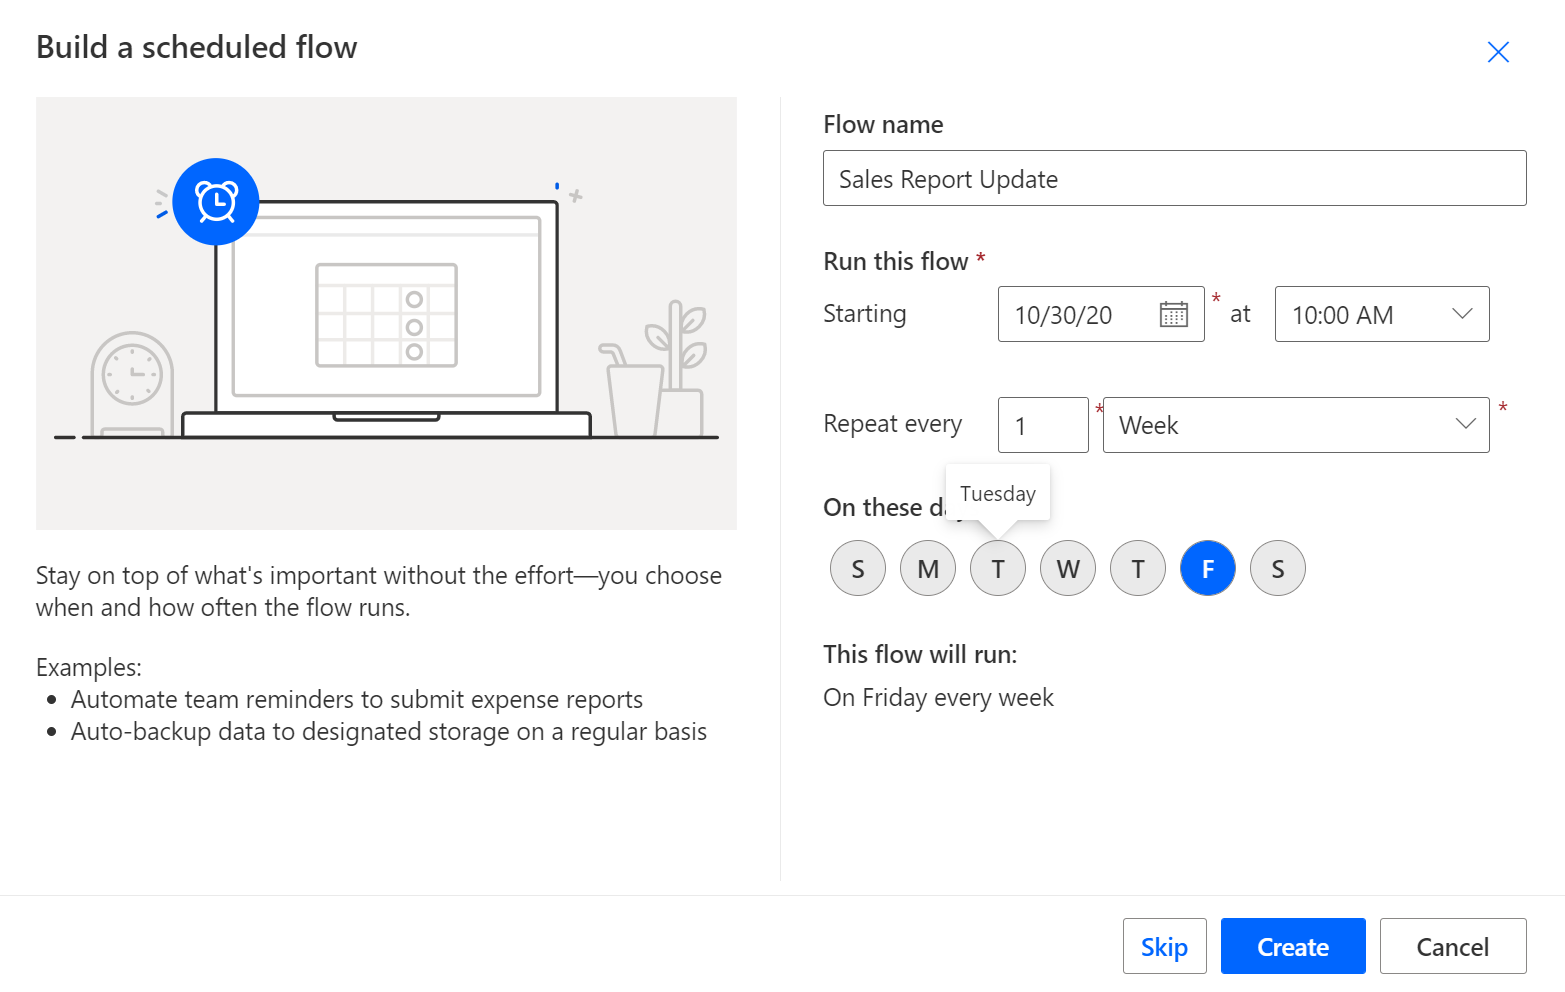 Build a scheduled flow
Stay on top of what's important without the effort—you choose
when and how often the flow runs.
Examples:
Automate team reminders to submit expense reports
Auto-backup data to designated storage on a regular basis
Flow name
Sales Report Update
Run this flow *
Starting 10/30/20 * at 10:00 AM
Repeat every 1 * Week *
Tuesday
On these
S M T W T F S
This flow will run:
On Friday every week
Skip Create Cancel